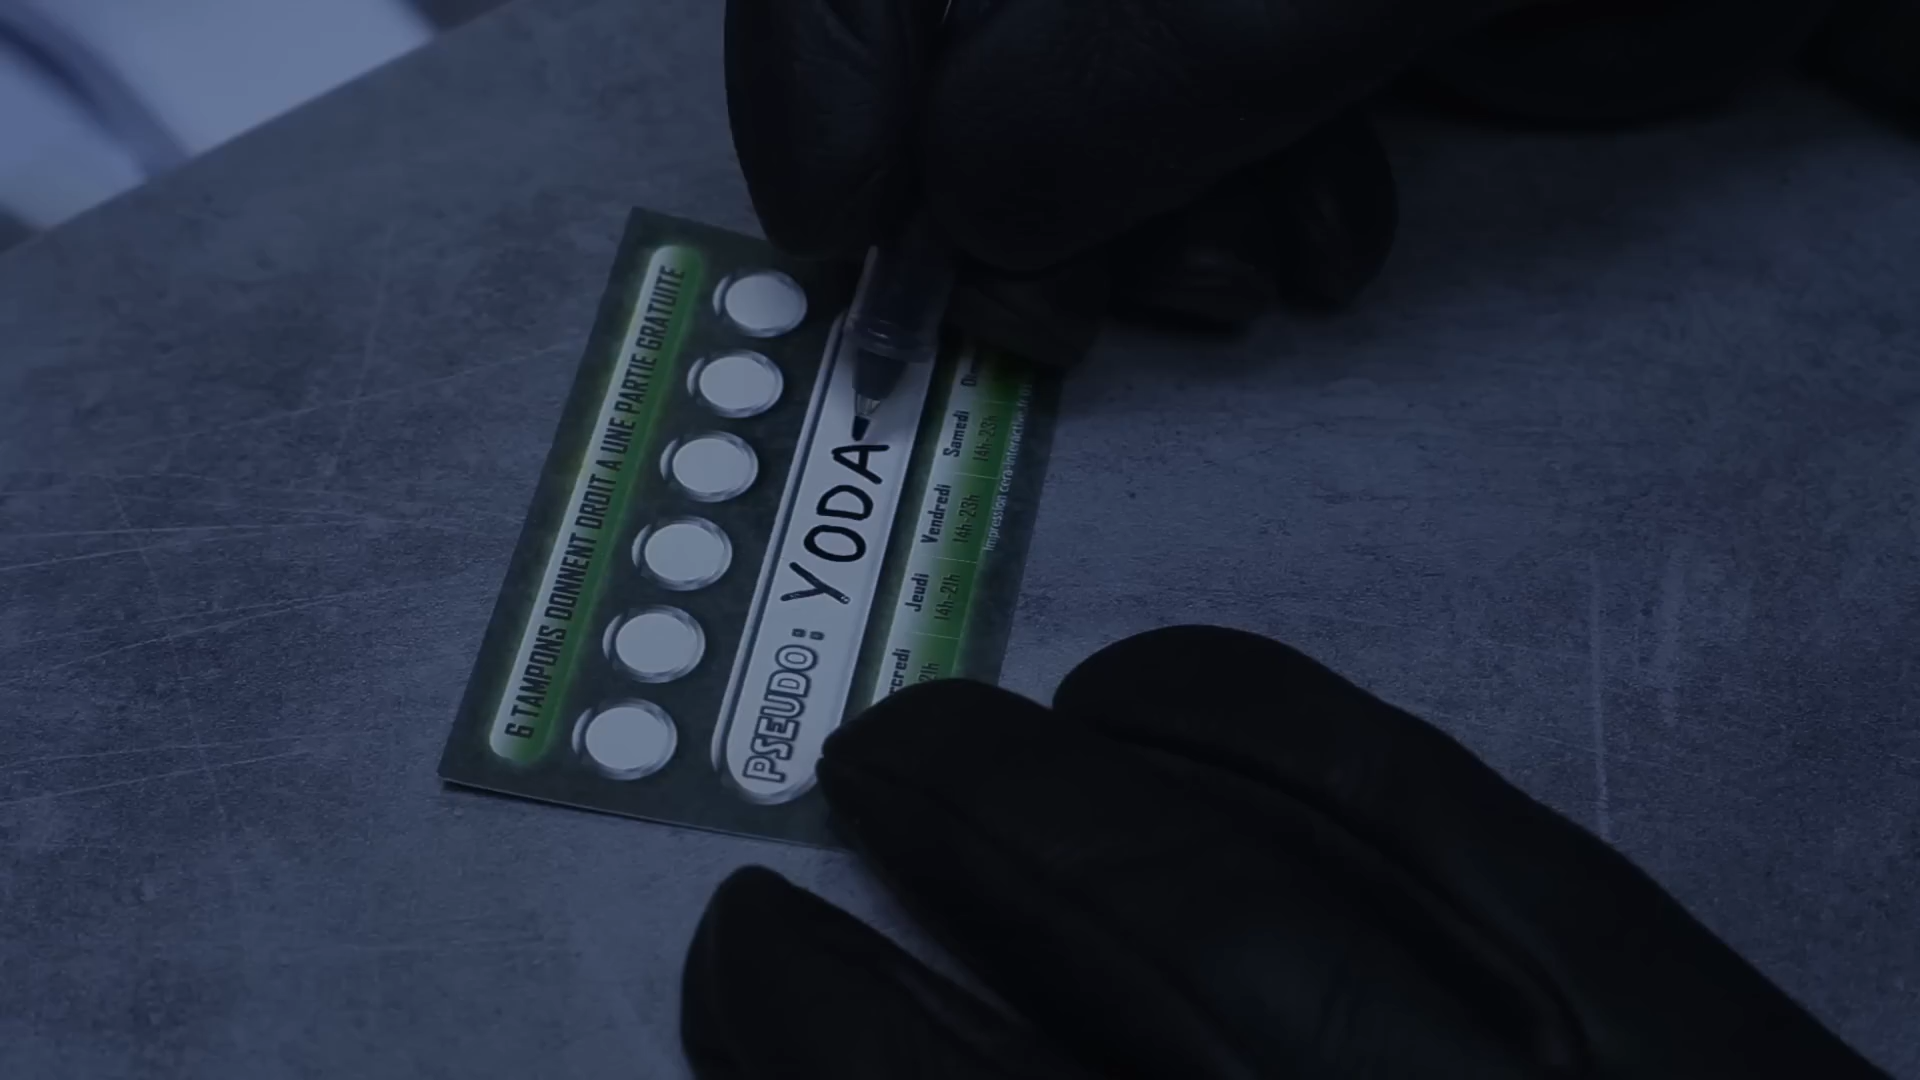 6 TAMPONS DONNENT DROIT A UNE PARTIE GRATUITE
PSEUDO: YODA
Jeudi Vendredi Samedi
14h-21h 14h-23h 14h-23h